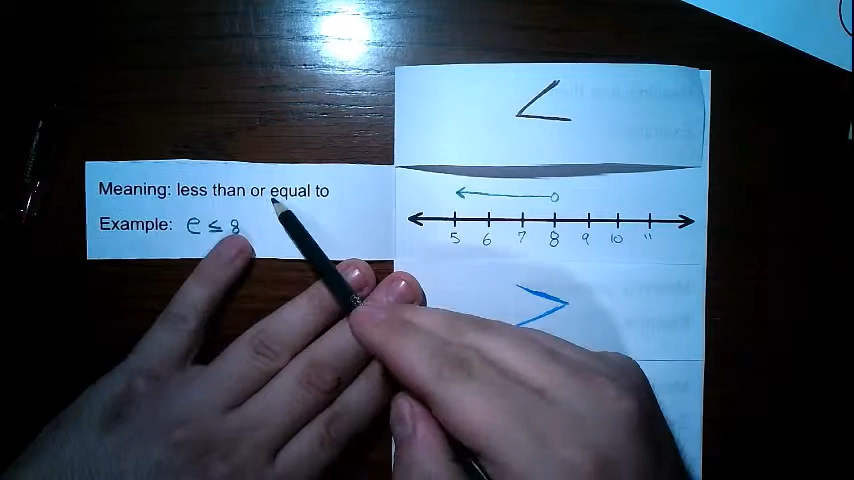 <
Meaning: less than or equal to
Example: e ≤ 8
5 6 7 8 9 10 11
>